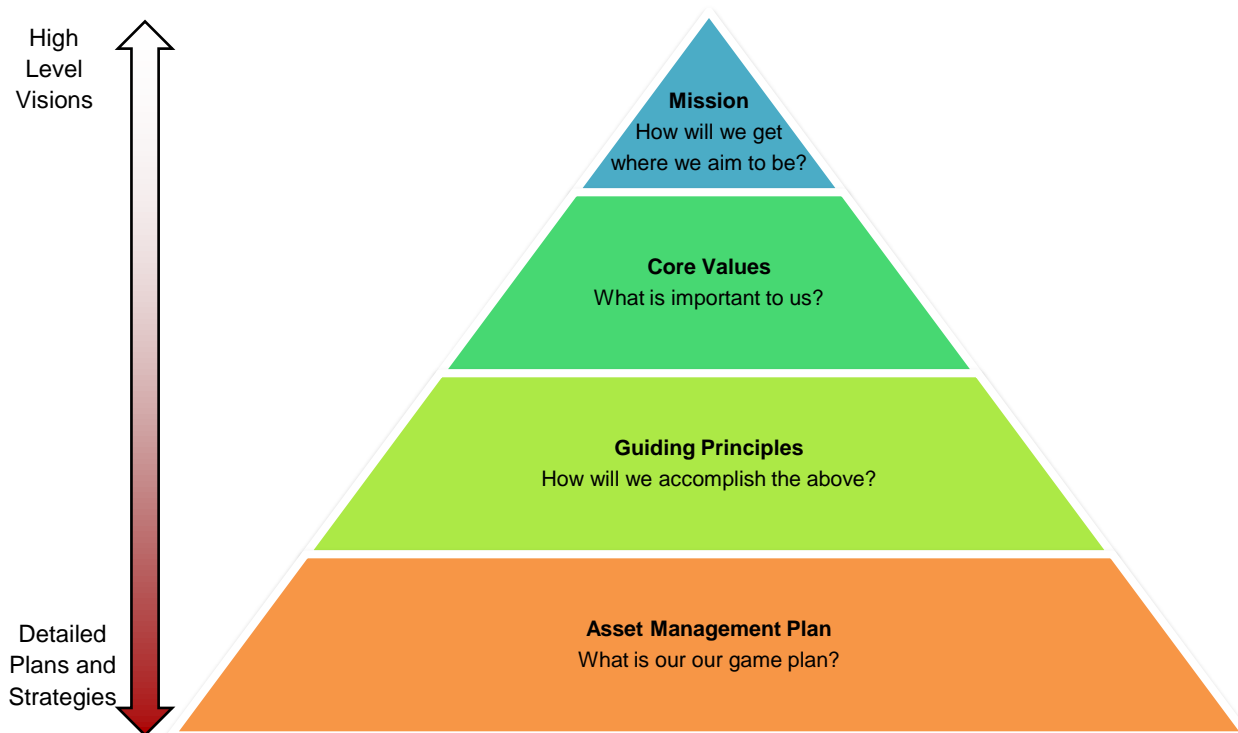 High
Level
Visions
Mission
How will we get
where we aim to be?
Core Values
What is important to us?
Guiding Principles
How will we accomplish the above?
Asset Management Plan
What is our our game plan?
Detailed
Plans and
Strategies